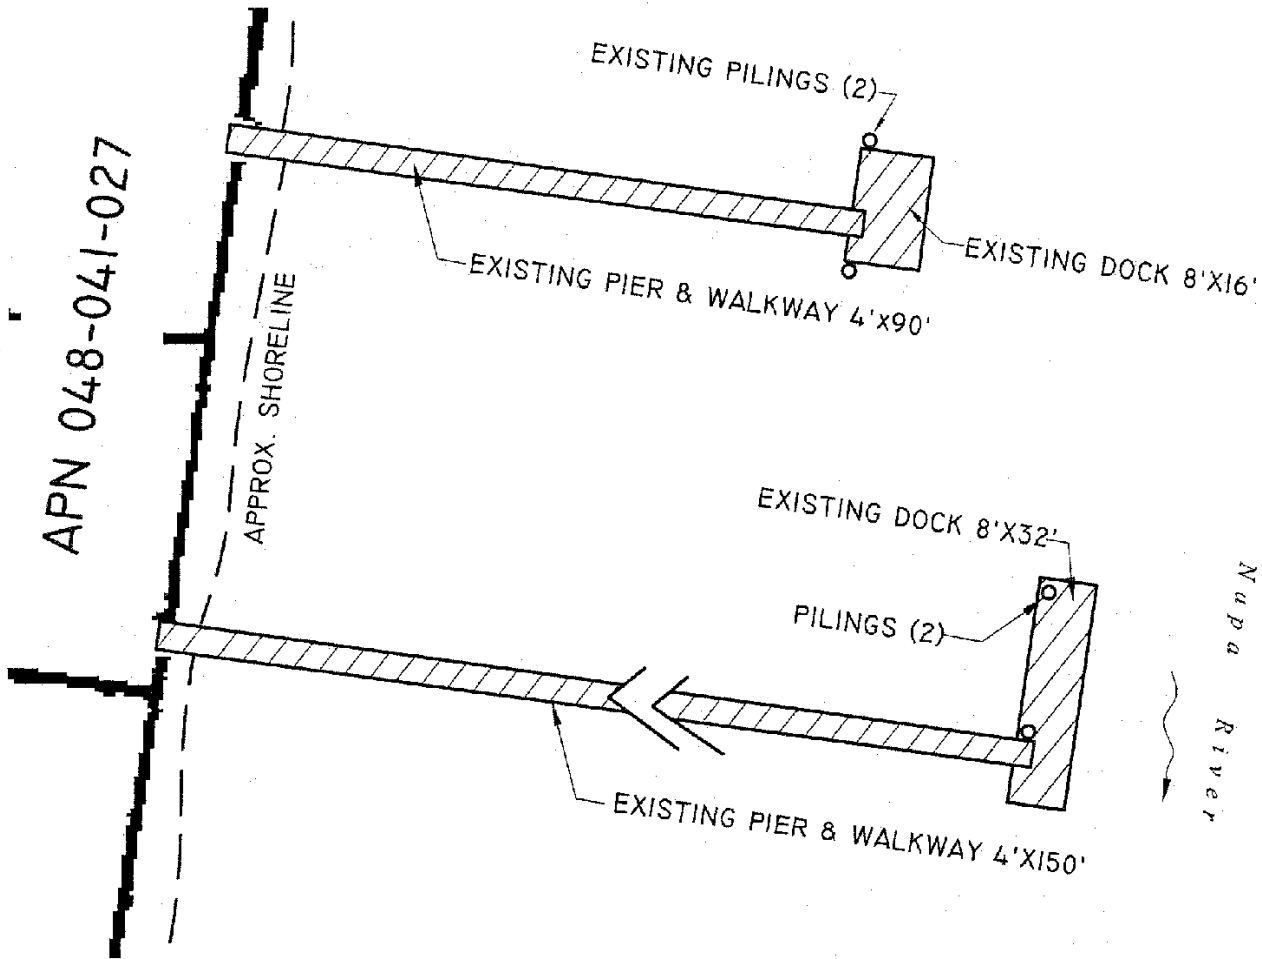 EXISTING PILINGS (2)
APN 048-041-027
EXISTING DOCK 8'X16'
EXISTING PIER & WALKWAY 4'X90'
APPROX. SHORELINE
EXISTING DOCK 8'X32'
PILINGS (2)
Napa River
EXISTING PIER & WALKWAY 4'X150'